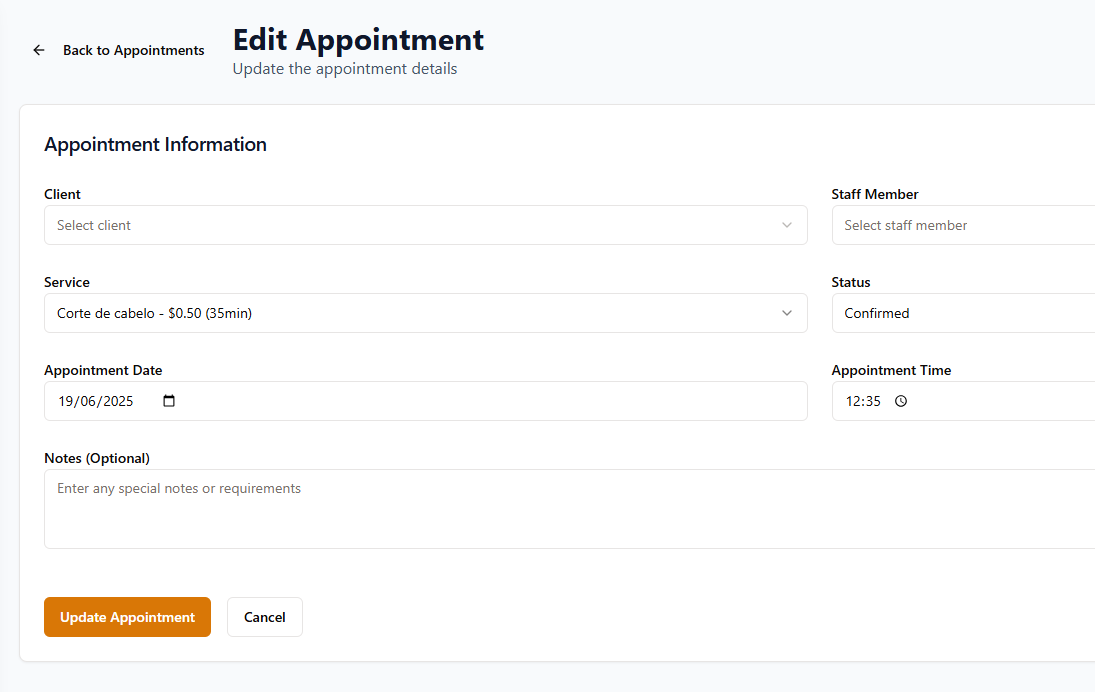 Back to Appointments
Edit Appointment
Update the appointment details
Appointment Information
Client
Select client
Staff Member
Select staff member
Service
Corte de cabelo - $0.50 (35min)
Status
Confirmed
Appointment Date
19/06/2025
Appointment Time
12:35
Notes (Optional)
Enter any special notes or requirements
Update Appointment
Cancel